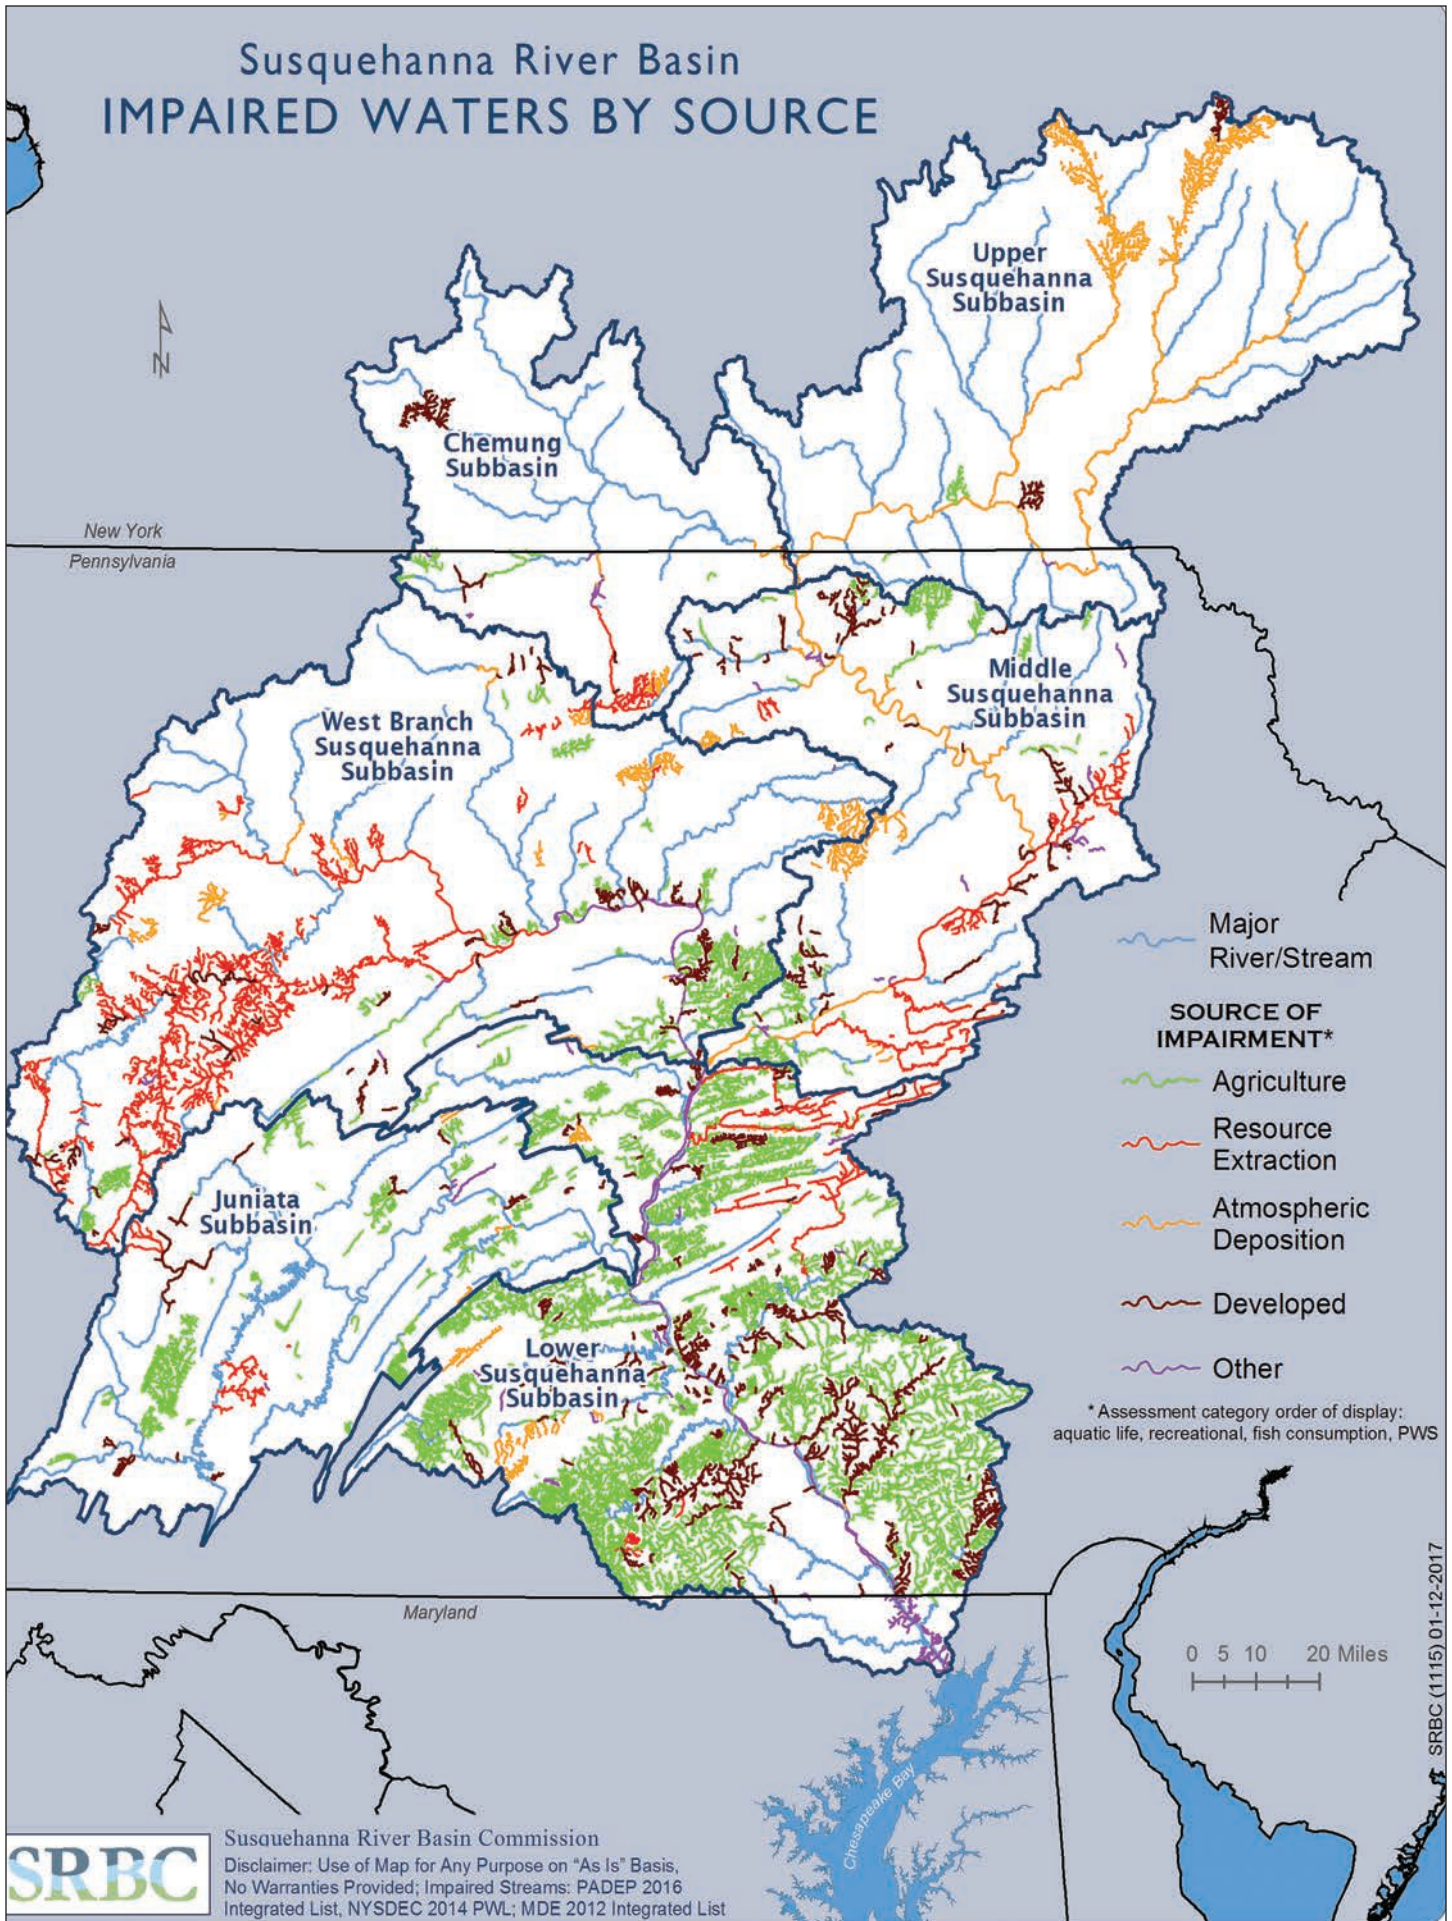 Susquehanna River Basin
IMPAIRED WATERS BY SOURCE
Upper
Susquehanna
Subbasin
N
Chemung
Subbasin
New York
Pennsylvania
Middle
Susquehanna
Subbasin
West Branch
Susquehanna
Subbasin
Major
River/Stream
SOURCE OF
IMPAIRMENT*
Agriculture
Resource
Extraction
Atmospheric
Deposition
Developed
Other
*Assessment category order of display:
aquatic life, recreational, fish consumption, PWS
Juniata
Subbasin
Lower
Susquehanna
Subbasin
Maryland
0 5 10 20 Miles
SRBC (1115) 01-12-2017
Chesapeake Bay
SRBC
Susquehanna River Basin Commission
Disclaimer: Use of Map for Any Purpose on “As Is” Basis,
No Warranties Provided; Impaired Streams: PADEP 2016
Integrated List, NYSDEC 2014 PWL; MDE 2012 Integrated List